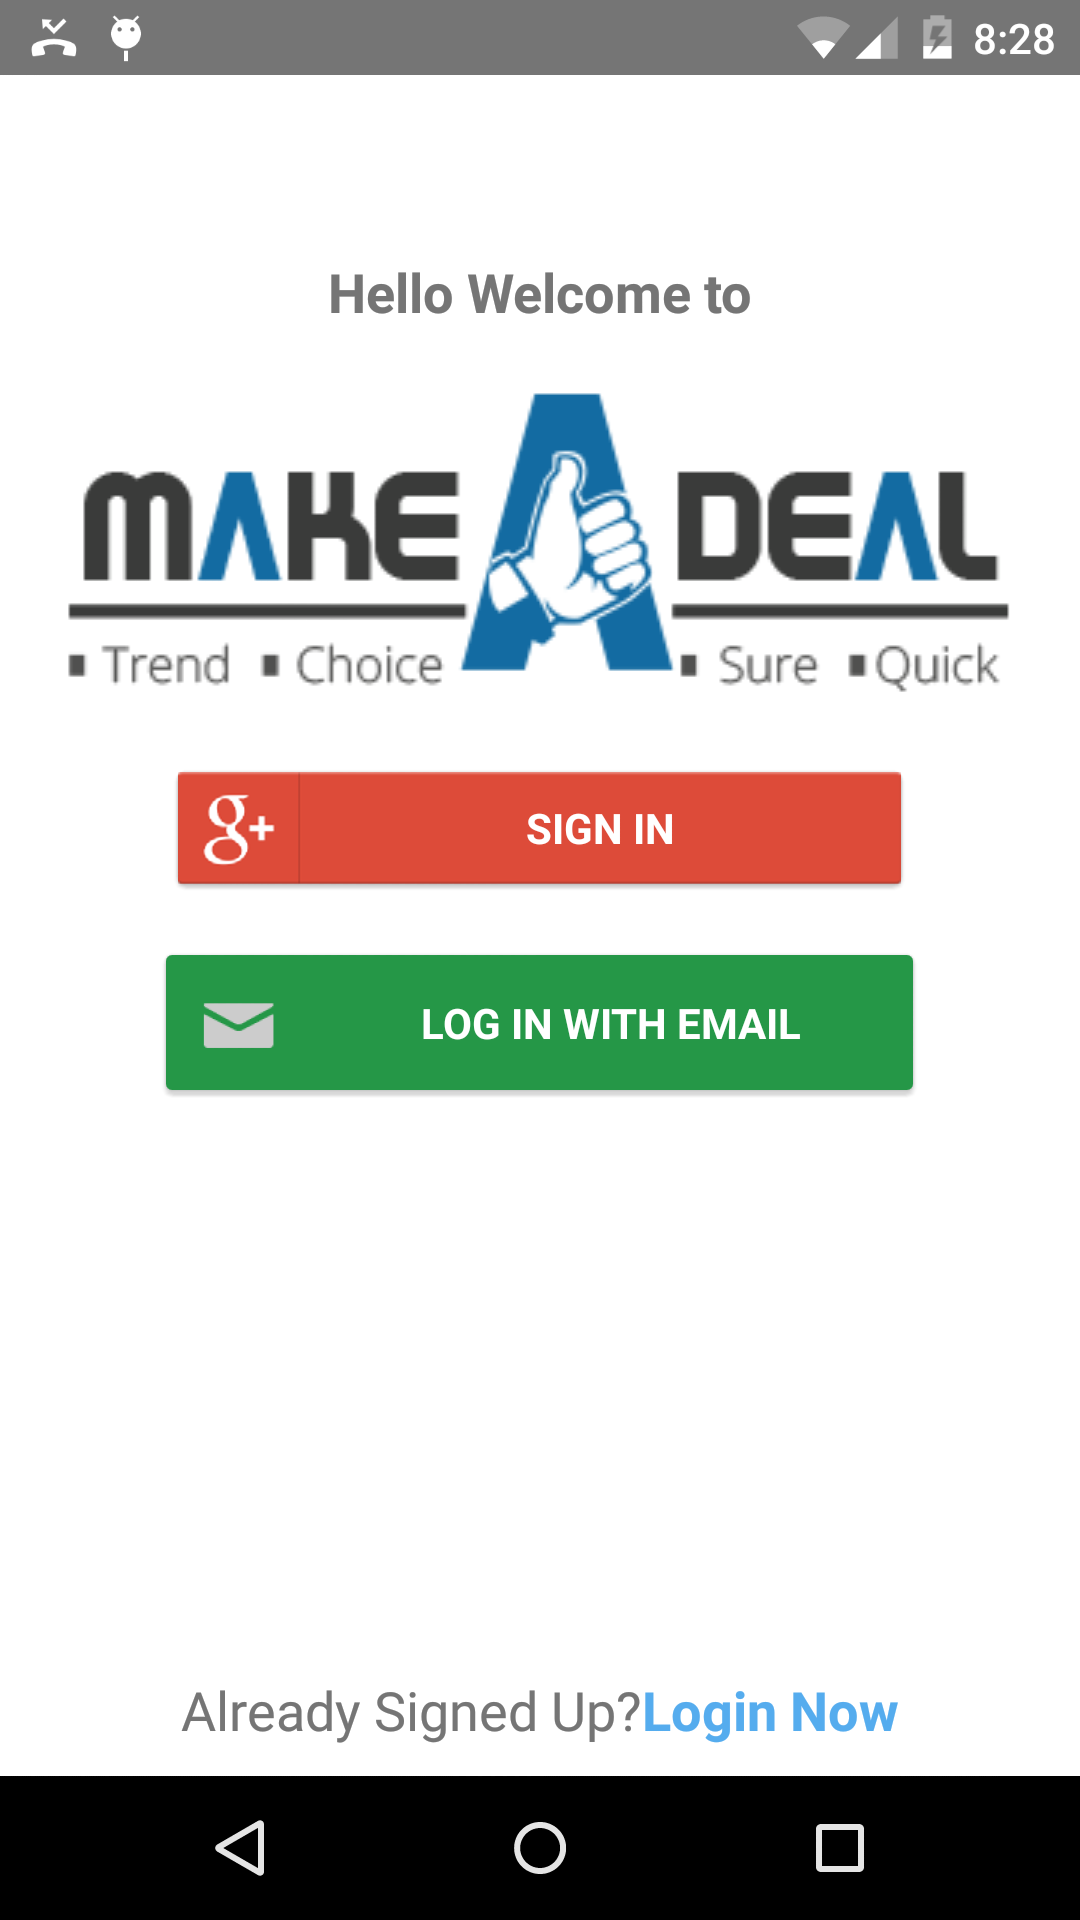 8:28
Hello Welcome to
MAKE A DEAL
▪ Trend ▪ Choice ▪ Sure ▪ Quick
g+ SIGN IN
LOG IN WITH EMAIL
Already Signed Up?Login Now